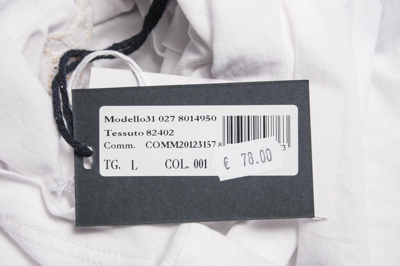 Modello31 027 8014950
Tessuto 82402
Comm. COMM20123157
TG. L COL. 001
€ 78.00